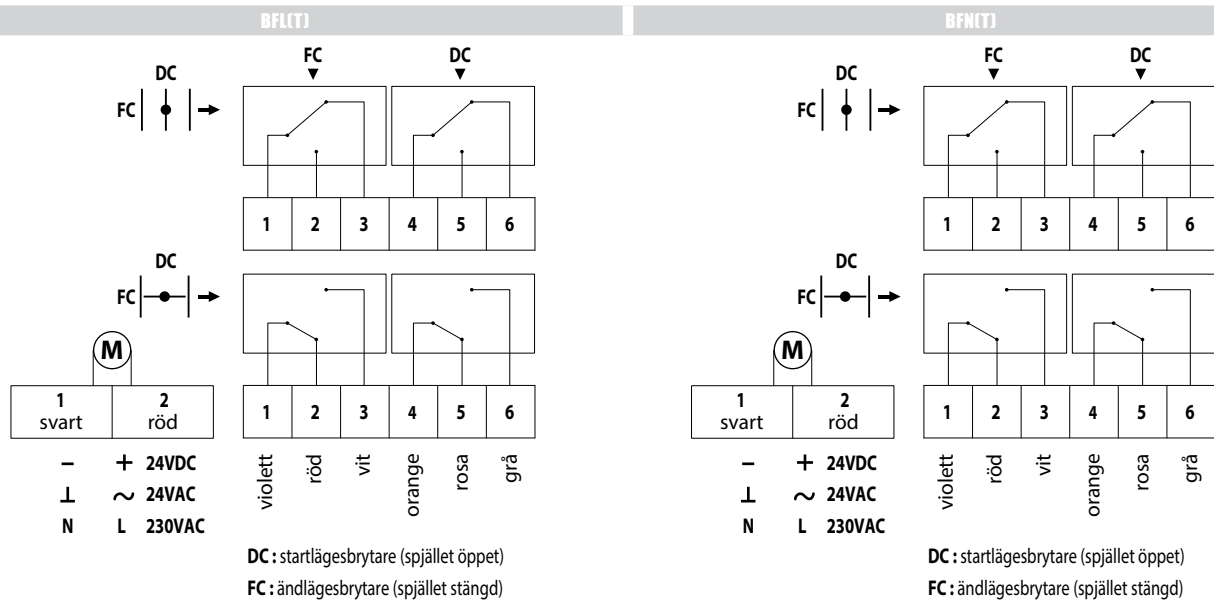 BFL(T)
FC DC
DC
FC
1 2 3 4 5 6
DC
FC
M
1 2
svart röd
1 2 3 4 5 6
violett röd vit orange rosa grå
– + 24VDC
⊥ ~ 24VAC
N L 230VAC
DC : startlägesbrytare (spjället öppet)
FC : ändlägesbrytare (spjället stängd)
BFN(T)
FC DC
DC
FC
1 2 3 4 5 6
DC
FC
M
1 2
svart röd
1 2 3 4 5 6
violett röd vit orange rosa grå
– + 24VDC
⊥ ~ 24VAC
N L 230VAC
DC : startlägesbrytare (spjället öppet)
FC : ändlägesbrytare (spjället stängd)